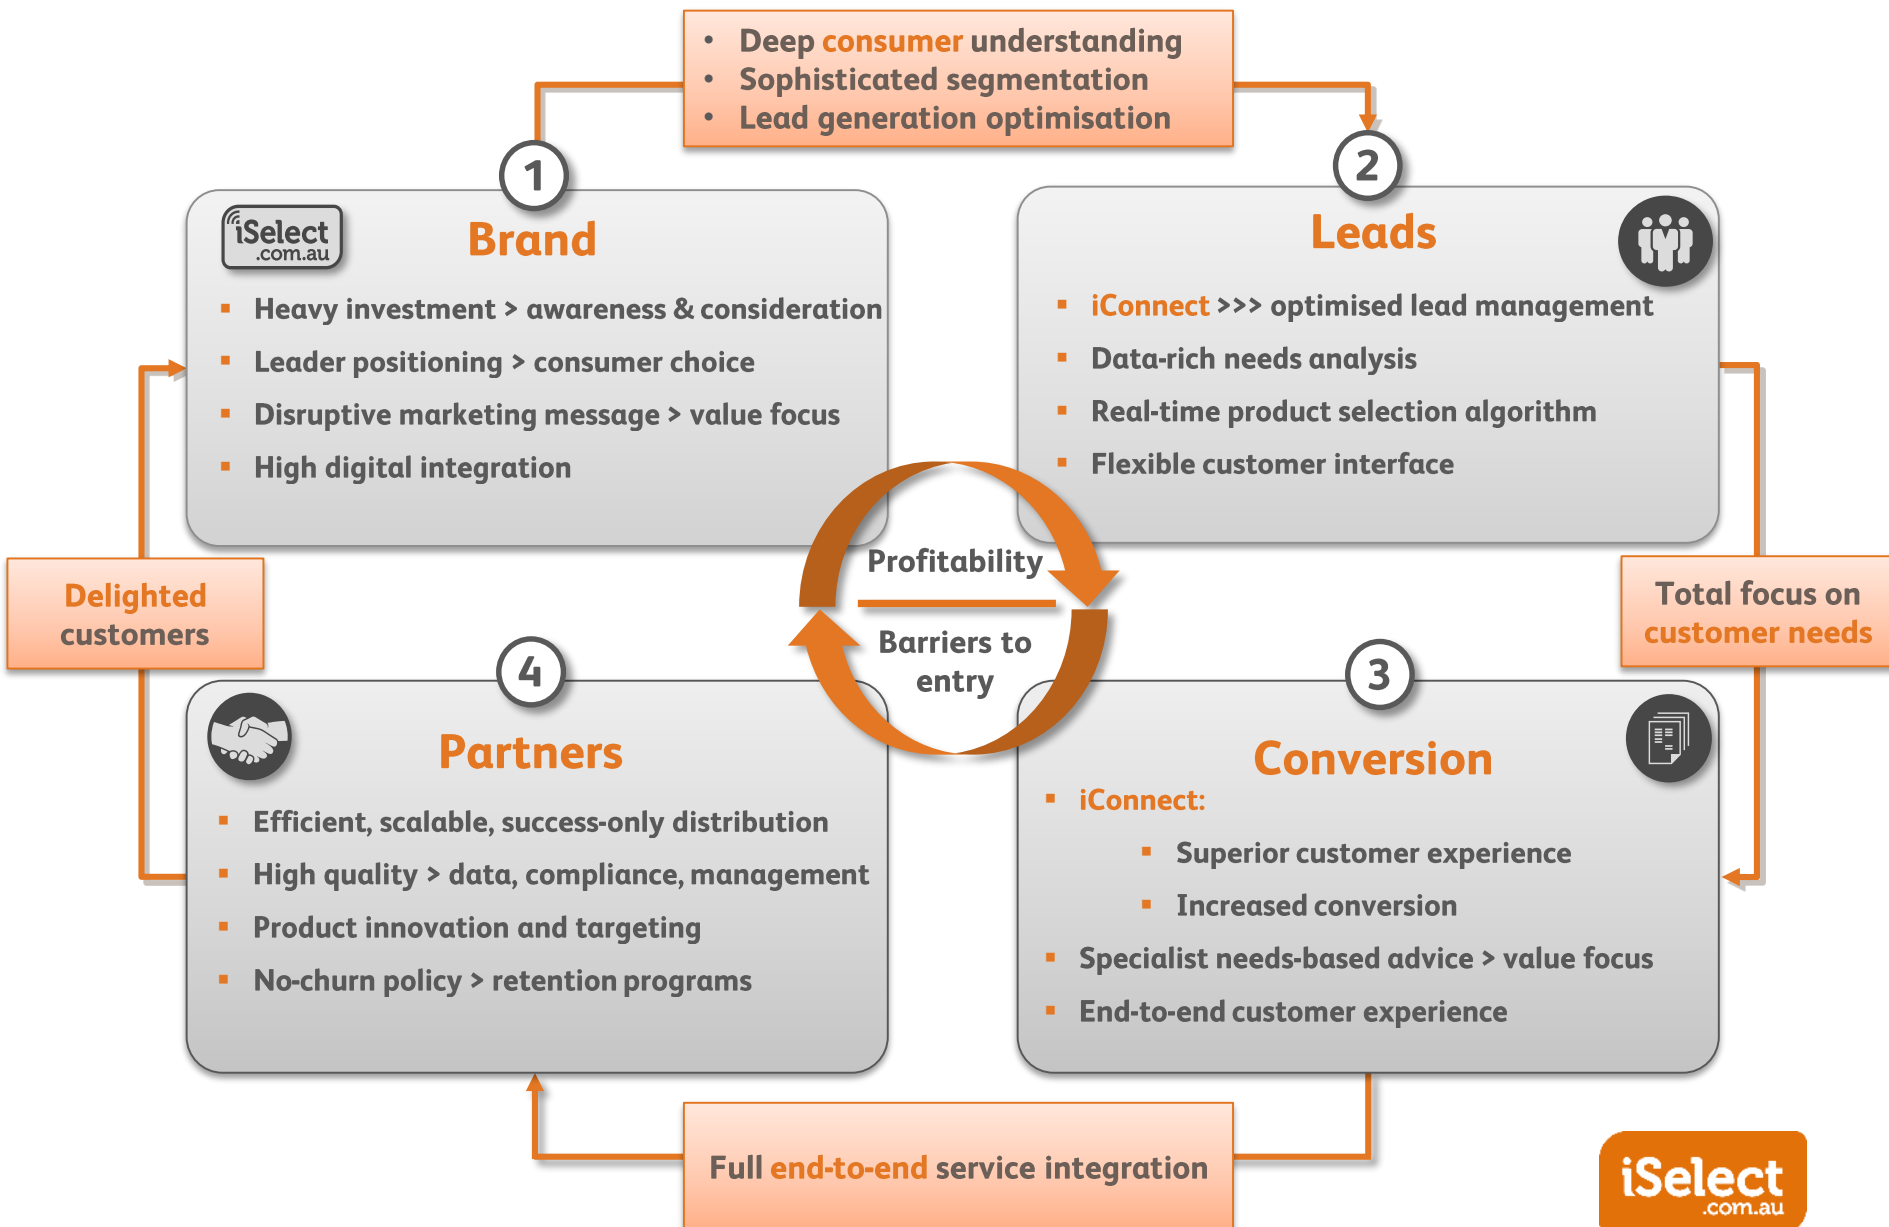 • Deep consumer understanding
• Sophisticated segmentation
• Lead generation optimisation
1
iSelect
.com.au
Brand
▪ Heavy investment > awareness & consideration
▪ Leader positioning > consumer choice
▪ Disruptive marketing message > value focus
▪ High digital integration
2
Leads
▪ iConnect >>> optimised lead management
▪ Data-rich needs analysis
▪ Real-time product selection algorithm
▪ Flexible customer interface
Profitability
Barriers to
entry
Delighted
customers
Total focus on
customer needs
4
Partners
▪ Efficient, scalable, success-only distribution
▪ High quality > data, compliance, management
▪ Product innovation and targeting
▪ No-churn policy > retention programs
3
Conversion
▪ iConnect:
▪ Superior customer experience
▪ Increased conversion
▪ Specialist needs-based advice > value focus
▪ End-to-end customer experience
Full end-to-end service integration
iSelect
.com.au